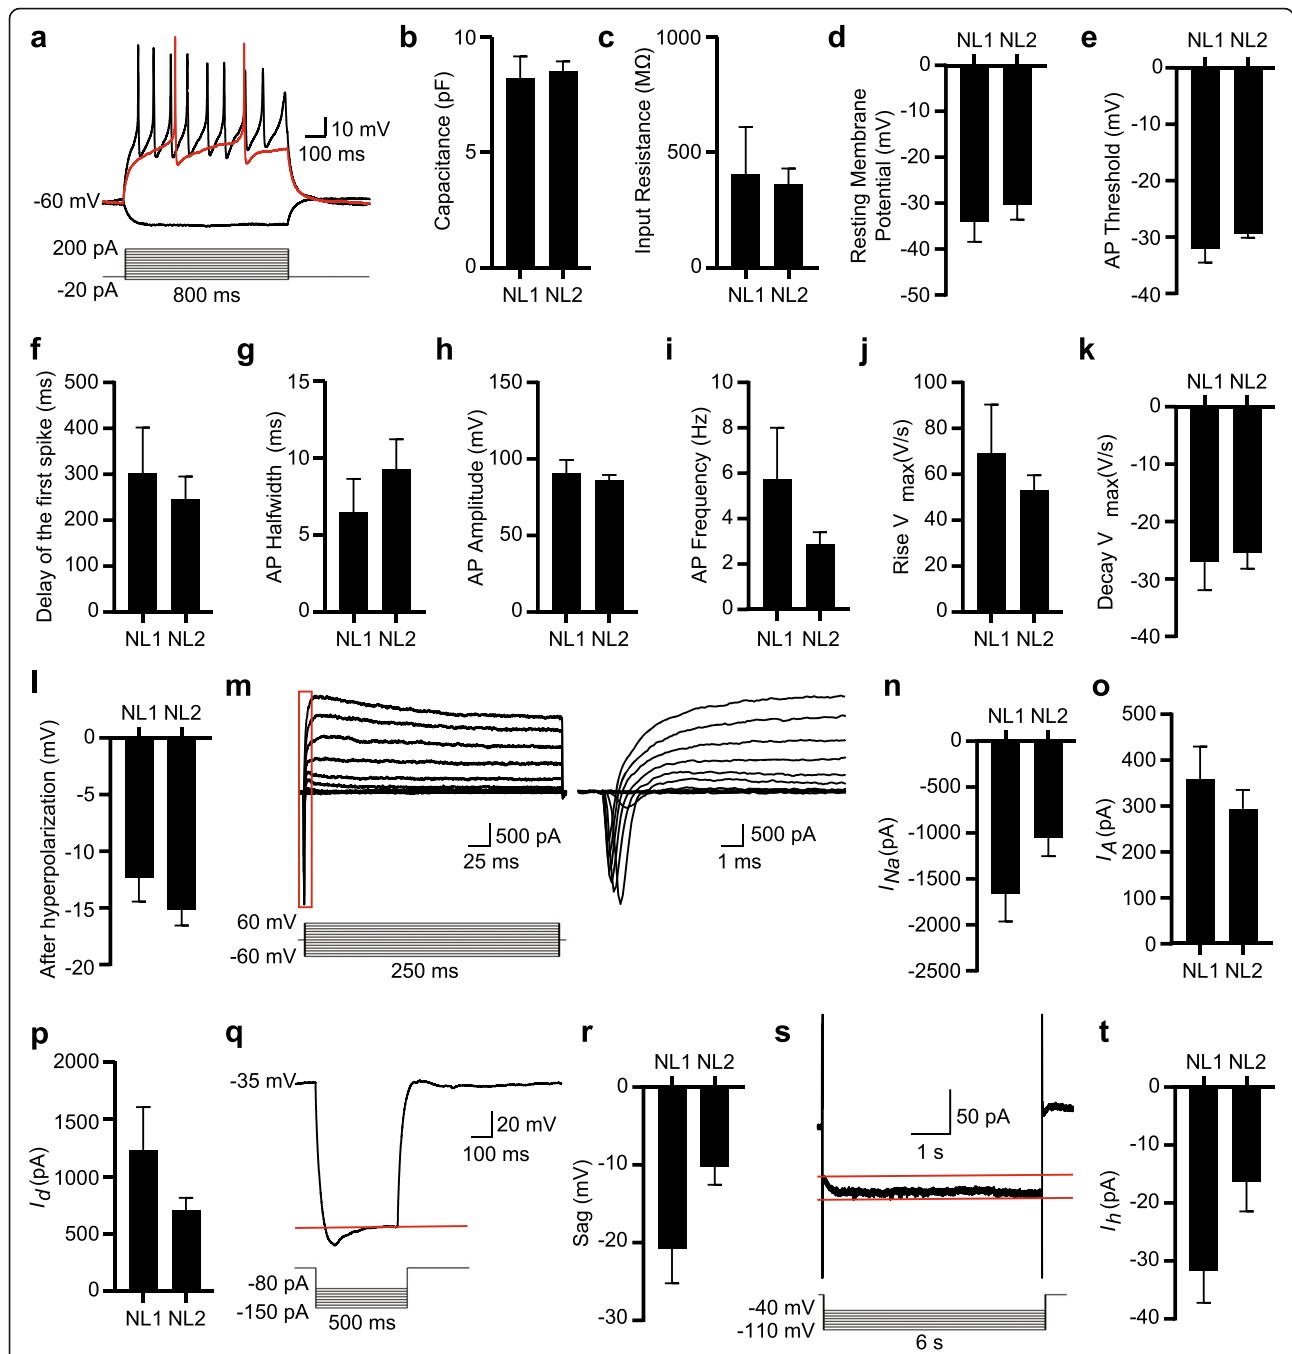 a
10 mV
100 ms
-60 mV
200 pA
-20 pA
800 ms
b
Capacitance (pF)
10
5
0
NL1 NL2
c
Input Resistance (MΩ)
1000
500
0
NL1 NL2
d
NL1 NL2
Resting Membrane
Potential (mV)
0
-10
-20
-30
-40
-50
e
NL1 NL2
AP Threshold (mV)
0
-10
-20
-30
-40
f
Delay of the first spike (ms)
500
400
300
200
100
0
NL1 NL2
g
AP Halfwidth (ms)
15
10
5
0
NL1 NL2
h
AP Amplitude (mV)
150
100
50
0
NL1 NL2
i
AP Frequency (Hz)
10
8
6
4
2
0
NL1 NL2
j
Rise V max(V/s)
100
80
60
40
20
0
NL1 NL2
k
NL1 NL2
Decay V max(V/s)
0
-10
-20
-30
-40
l
NL1 NL2
After hyperpolarization (mV)
0
-5
-10
-15
-20
m
500 pA
25 ms
500 pA
1 ms
60 mV
-60 mV
250 ms
n
NL1 NL2
INa(pA)
0
-500
-1000
-1500
-2000
-2500
o
IA(pA)
500
400
300
200
100
0
NL1 NL2
p
Id(pA)
2000
1500
1000
500
0
NL1 NL2
q
-35 mV
20 mV
100 ms
-80 pA
-150 pA
500 ms
r
NL1 NL2
Sag (mV)
0
-10
-20
-30
s
50 pA
1 s
-40 mV
-110 mV
6 s
t
NL1 NL2
Ih(pA)
0
-10
-20
-30
-40